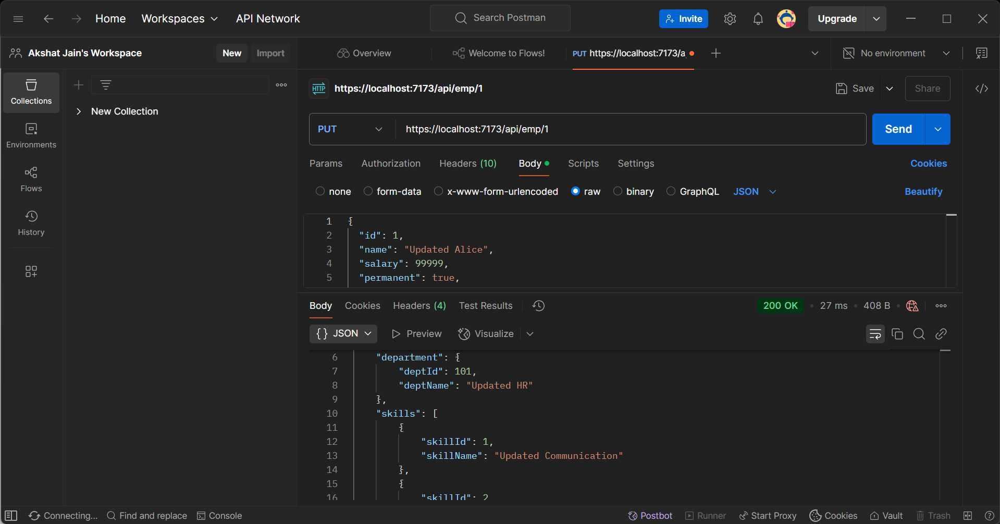 Home Workspaces API Network Search Postman Invite Upgrade
Akshat Jain's Workspace New Import Overview Welcome to Flows! PUT https://localhost:7173/a No environment
Collections
Environments
Flows
History
New Collection
HTTP https://localhost:7173/api/emp/1 Save Share
PUT https://localhost:7173/api/emp/1 Send
Params Authorization Headers (10) Body Scripts Settings Cookies
none form-data x-www-form-urlencoded raw binary GraphQL JSON Beautify
1 {
2 "id": 1,
3 "name": "Updated Alice",
4 "salary": 99999,
5 "permanent": true,
Body Cookies Headers (4) Test Results 200 OK • 27 ms • 408 B
{} JSON Preview Visualize
6 "department": {
7 "deptId": 101,
8 "deptName": "Updated HR"
9 },
10 "skills": [
11 {
12 "skillId": 1,
13 "skillName": "Updated Communication"
14 },
15 {
16 "skillId": 2
Connecting... Find and replace Console Postbot Runner Start Proxy Cookies Vault Trash